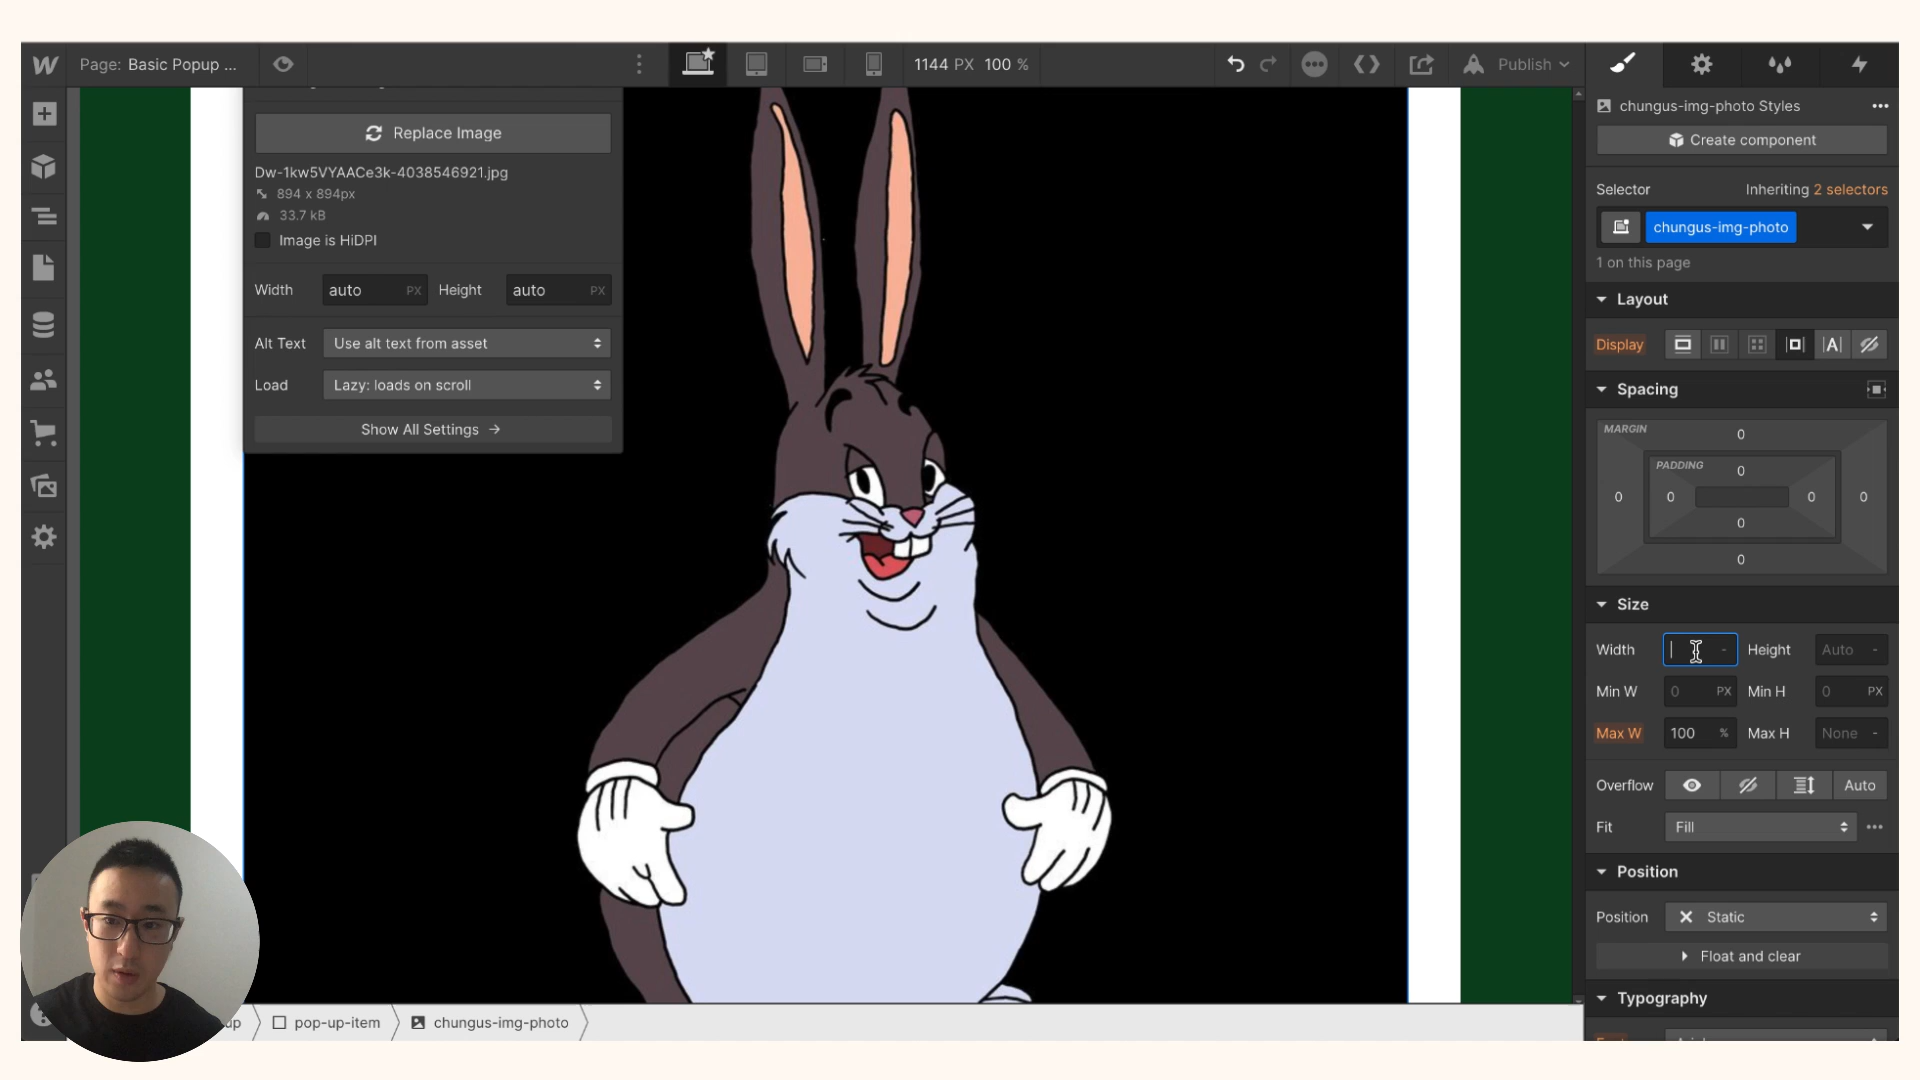 Page: Basic Popup ...
1144 PX 100 %
Publish
Replace Image
Dw-1kw5VYAACe3k-4038546921.jpg
894 x 894px
33.7 kB
Image is HiDPI
Width auto PX Height auto PX
Alt Text Use alt text from asset
Load Lazy: loads on scroll
Show All Settings →
chungus-img-photo Styles
Create component
Selector Inheriting 2 selectors
chungus-img-photo
1 on this page
Layout
Display
Spacing
MARGIN
0
PADDING
0
0 0 0 0
0
0
Size
Width - Height Auto -
Min W 0 PX Min H 0 PX
Max W 100 % Max H None -
Overflow Auto
Fit Fill
Position
Position Static
Float and clear
Typography
up pop-up-item chungus-img-photo